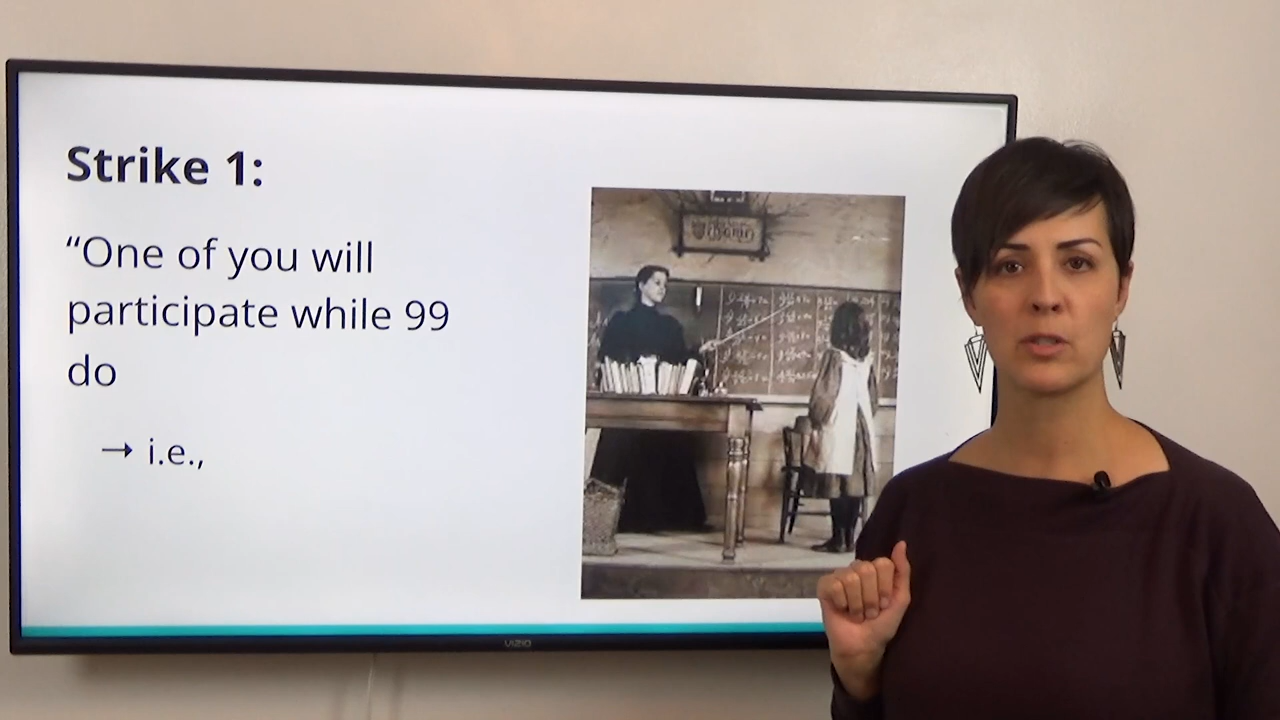 Strike 1:
“One of you will
participate while 99
do
→ i.e.,
VIZIO